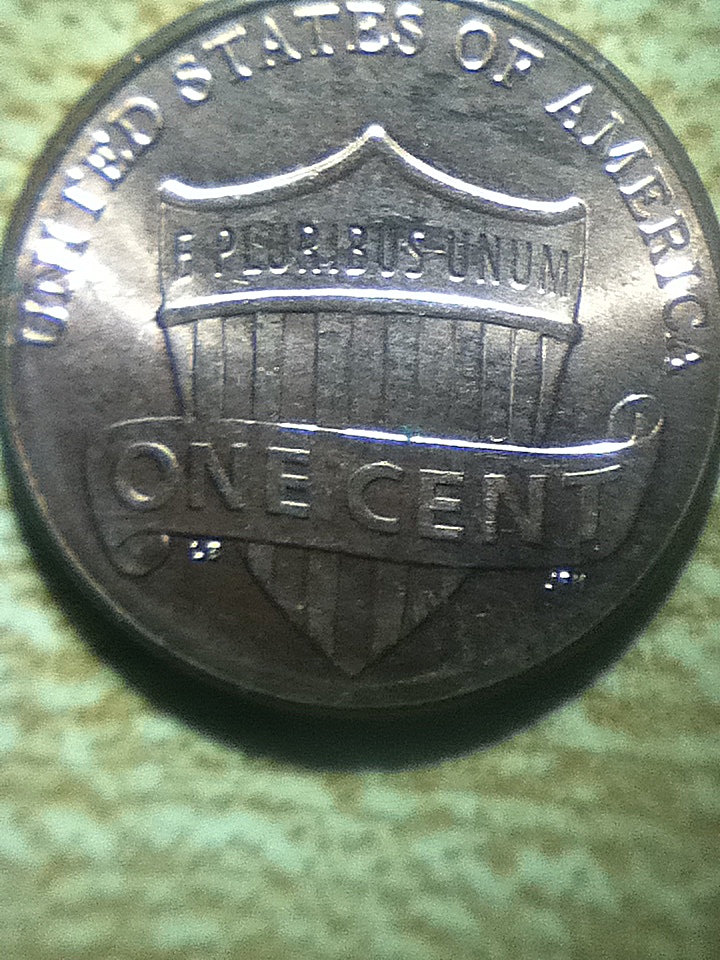 UNITED STATES OF AMERICA
E PLURIBUS UNUM
ONE CENT